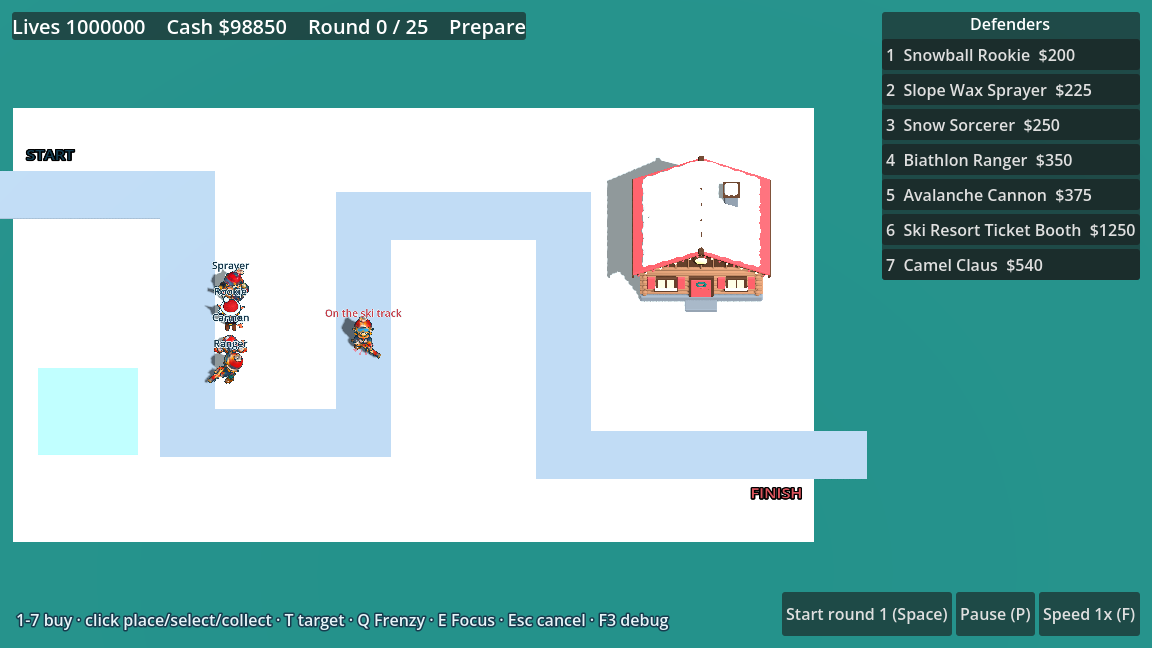 Lives 1000000 Cash $98850 Round 0 / 25 Prepare
Defenders
1 Snowball Rookie $200
2 Slope Wax Sprayer $225
3 Snow Sorcerer $250
4 Biathlon Ranger $350
5 Avalanche Cannon $375
6 Ski Resort Ticket Booth $1250
7 Camel Claus $540
START
Sprayer
Rookie
Cannon
On the ski track
Ranger
FINISH
1-7 buy · click place/select/collect · T target · Q Frenzy · E Focus · Esc cancel · F3 debug
Start round 1 (Space)
Pause (P)
Speed 1x (F)